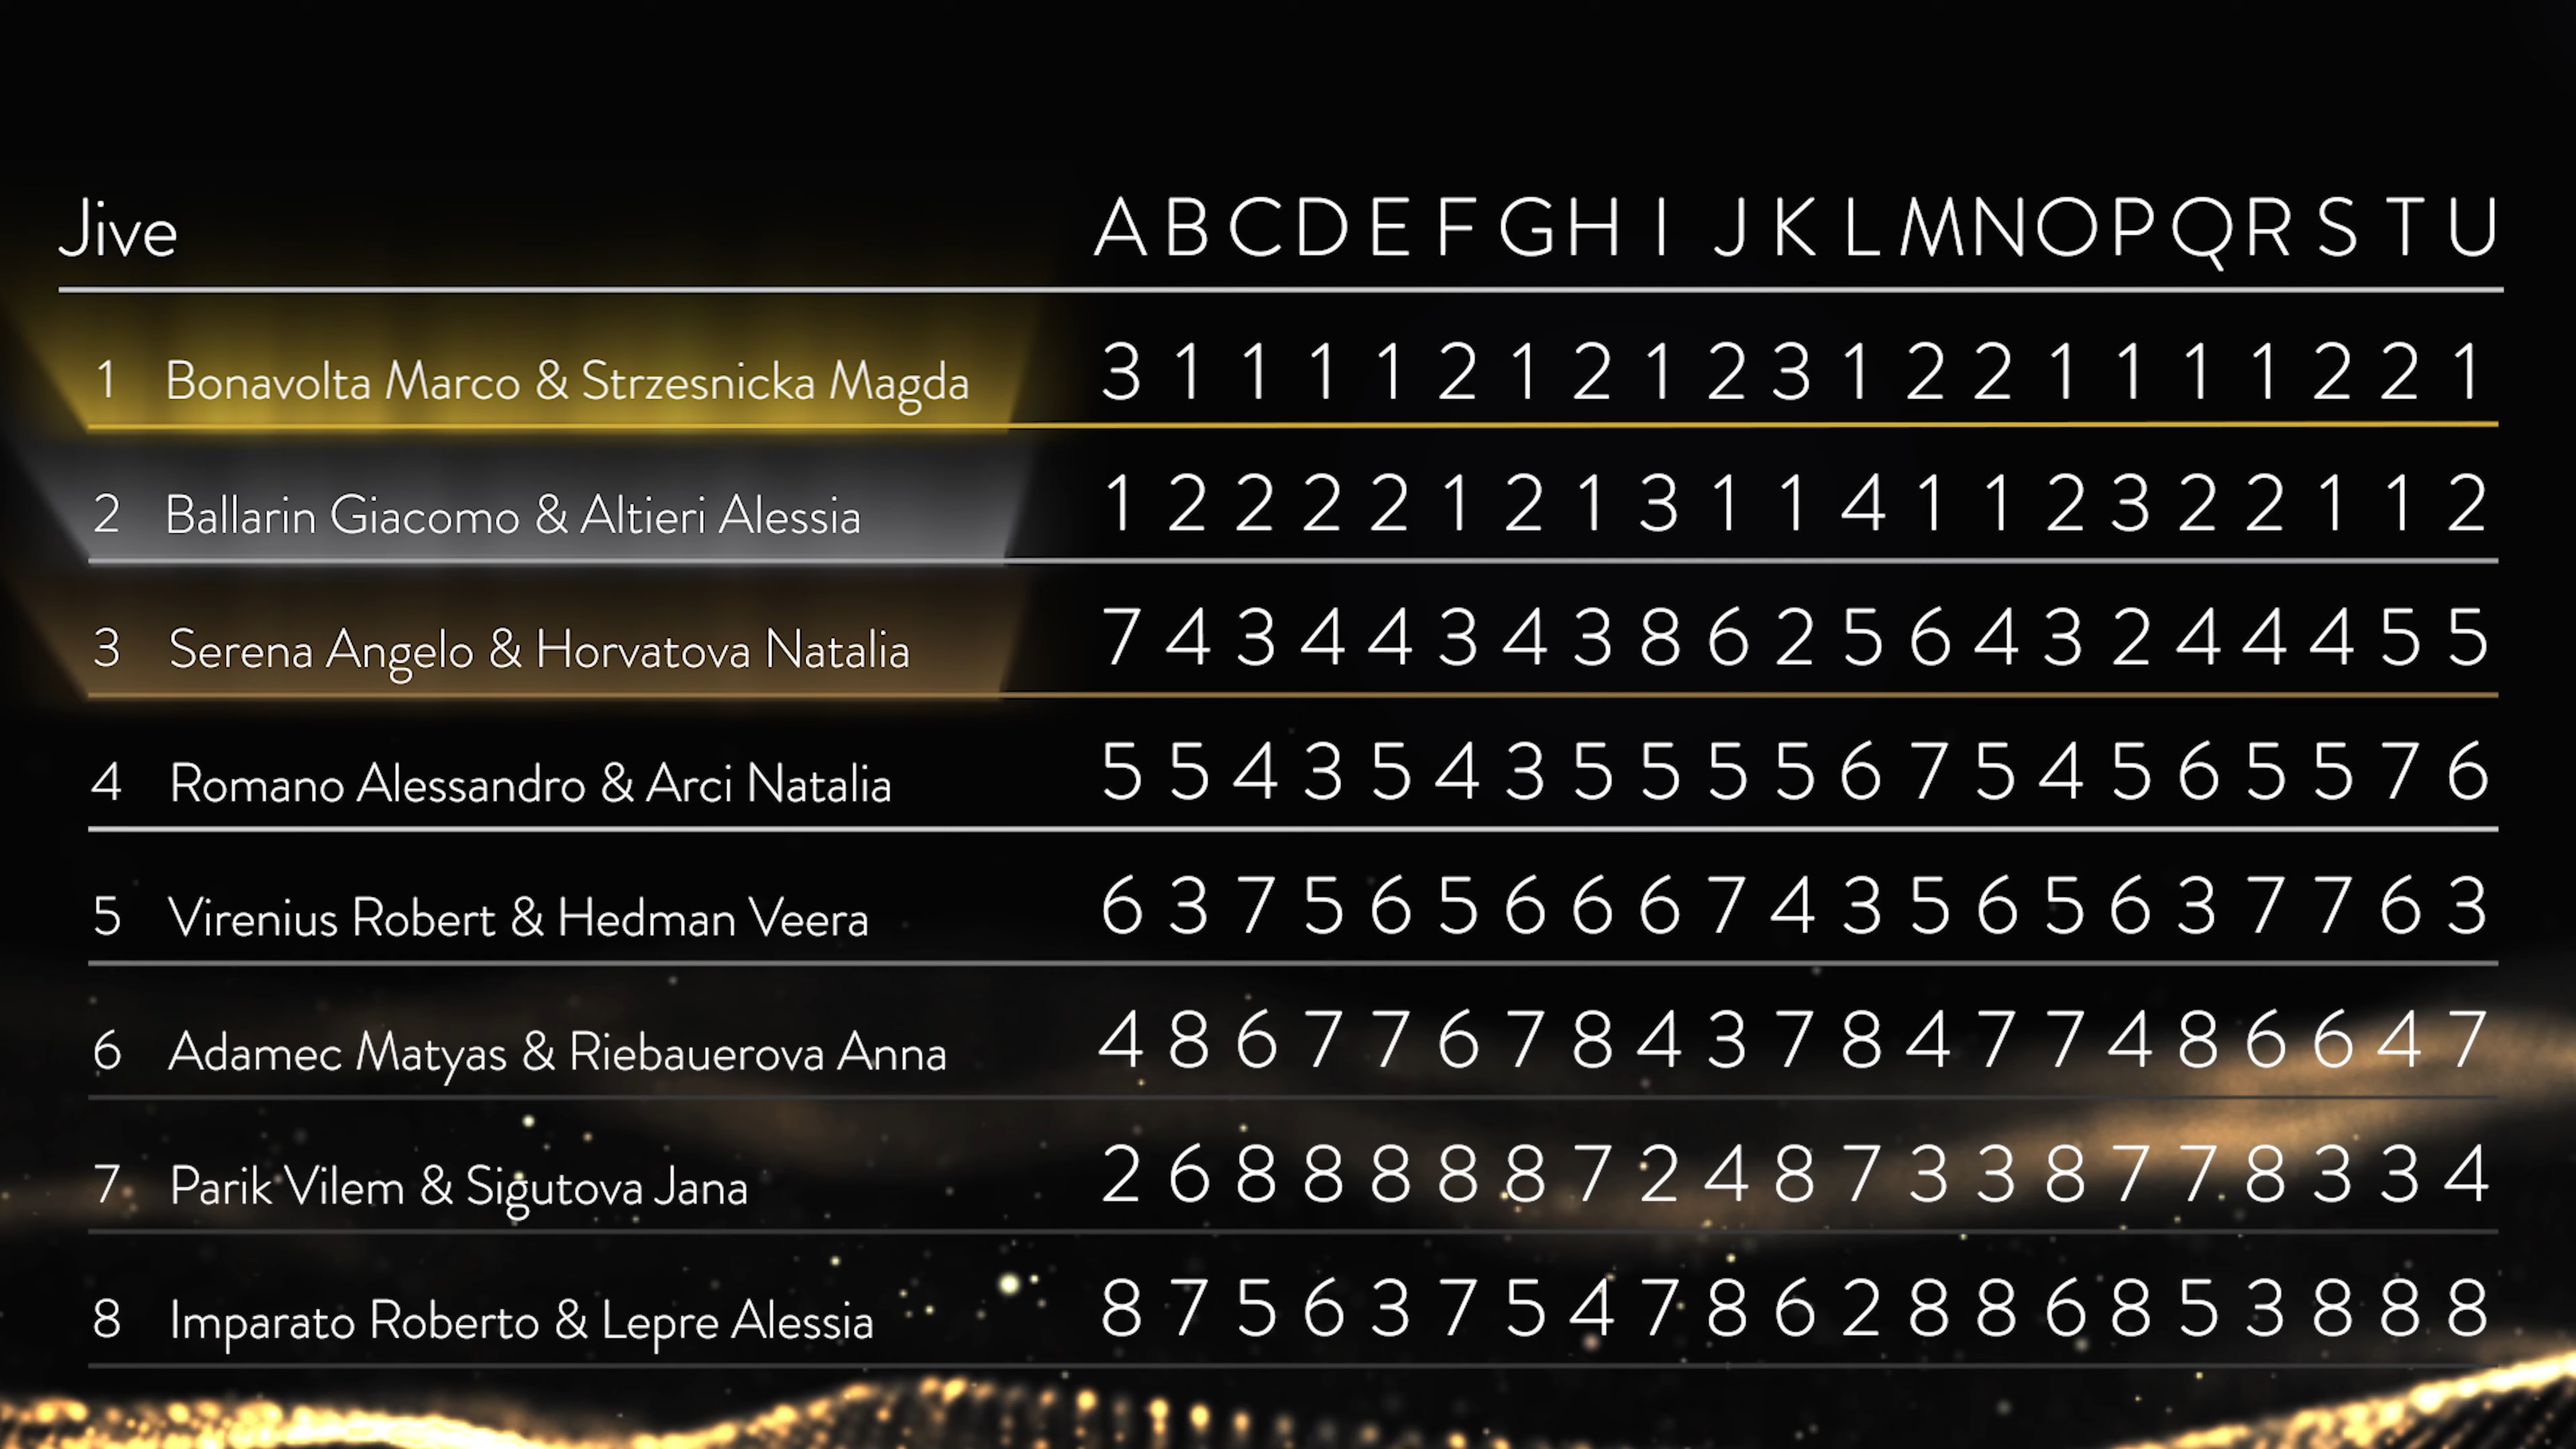 Jive A B C D E F G H I J K L M N O P Q R S T U
1 Bonavolta Marco & Strzesnicka Magda 3 1 1 1 1 2 1 2 1 2 3 1 2 2 1 1 1 1 2 2 1
2 Ballarin Giacomo & Altieri Alessia 1 2 2 2 2 1 2 1 3 1 1 4 1 1 2 3 2 2 1 1 2
3 Serena Angelo & Horvatova Natalia 7 4 3 4 4 3 4 3 8 6 2 5 6 4 3 2 4 4 4 5 5
4 Romano Alessandro & Arci Natalia 5 5 4 3 5 4 3 5 5 5 5 6 7 5 4 5 6 5 5 7 6
5 Virenius Robert & Hedman Veera 6 3 7 5 6 5 6 6 6 7 4 3 5 6 5 6 3 7 7 6 3
6 Adamec Matyas & Riebauerova Anna 4 8 6 7 7 6 7 8 4 3 7 8 4 7 7 4 8 6 6 4 7
7 Parik Vilem & Sigutova Jana 2 6 8 8 8 8 8 7 2 4 8 7 3 3 8 7 7 8 3 3 4
8 Imparato Roberto & Lepre Alessia 8 7 5 6 3 7 5 4 7 8 6 2 8 8 6 8 5 3 8 8 8